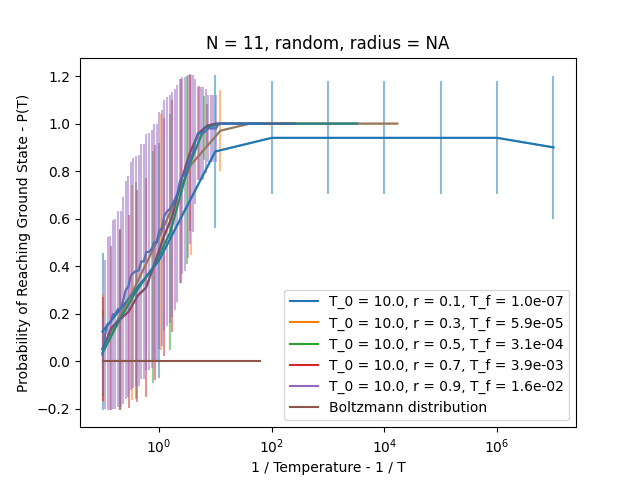 N = 11, random, radius = NA
Probability of Reaching Ground State - P(T)
1.2
1.0
0.8
0.6
0.4
0.2
0.0
−0.2
T_0 = 10.0, r = 0.1, T_f = 1.0e-07
T_0 = 10.0, r = 0.3, T_f = 5.9e-05
T_0 = 10.0, r = 0.5, T_f = 3.1e-04
T_0 = 10.0, r = 0.7, T_f = 3.9e-03
T_0 = 10.0, r = 0.9, T_f = 1.6e-02
Boltzmann distribution
10⁰ 10² 10⁴ 10⁶
1 / Temperature - 1 / T